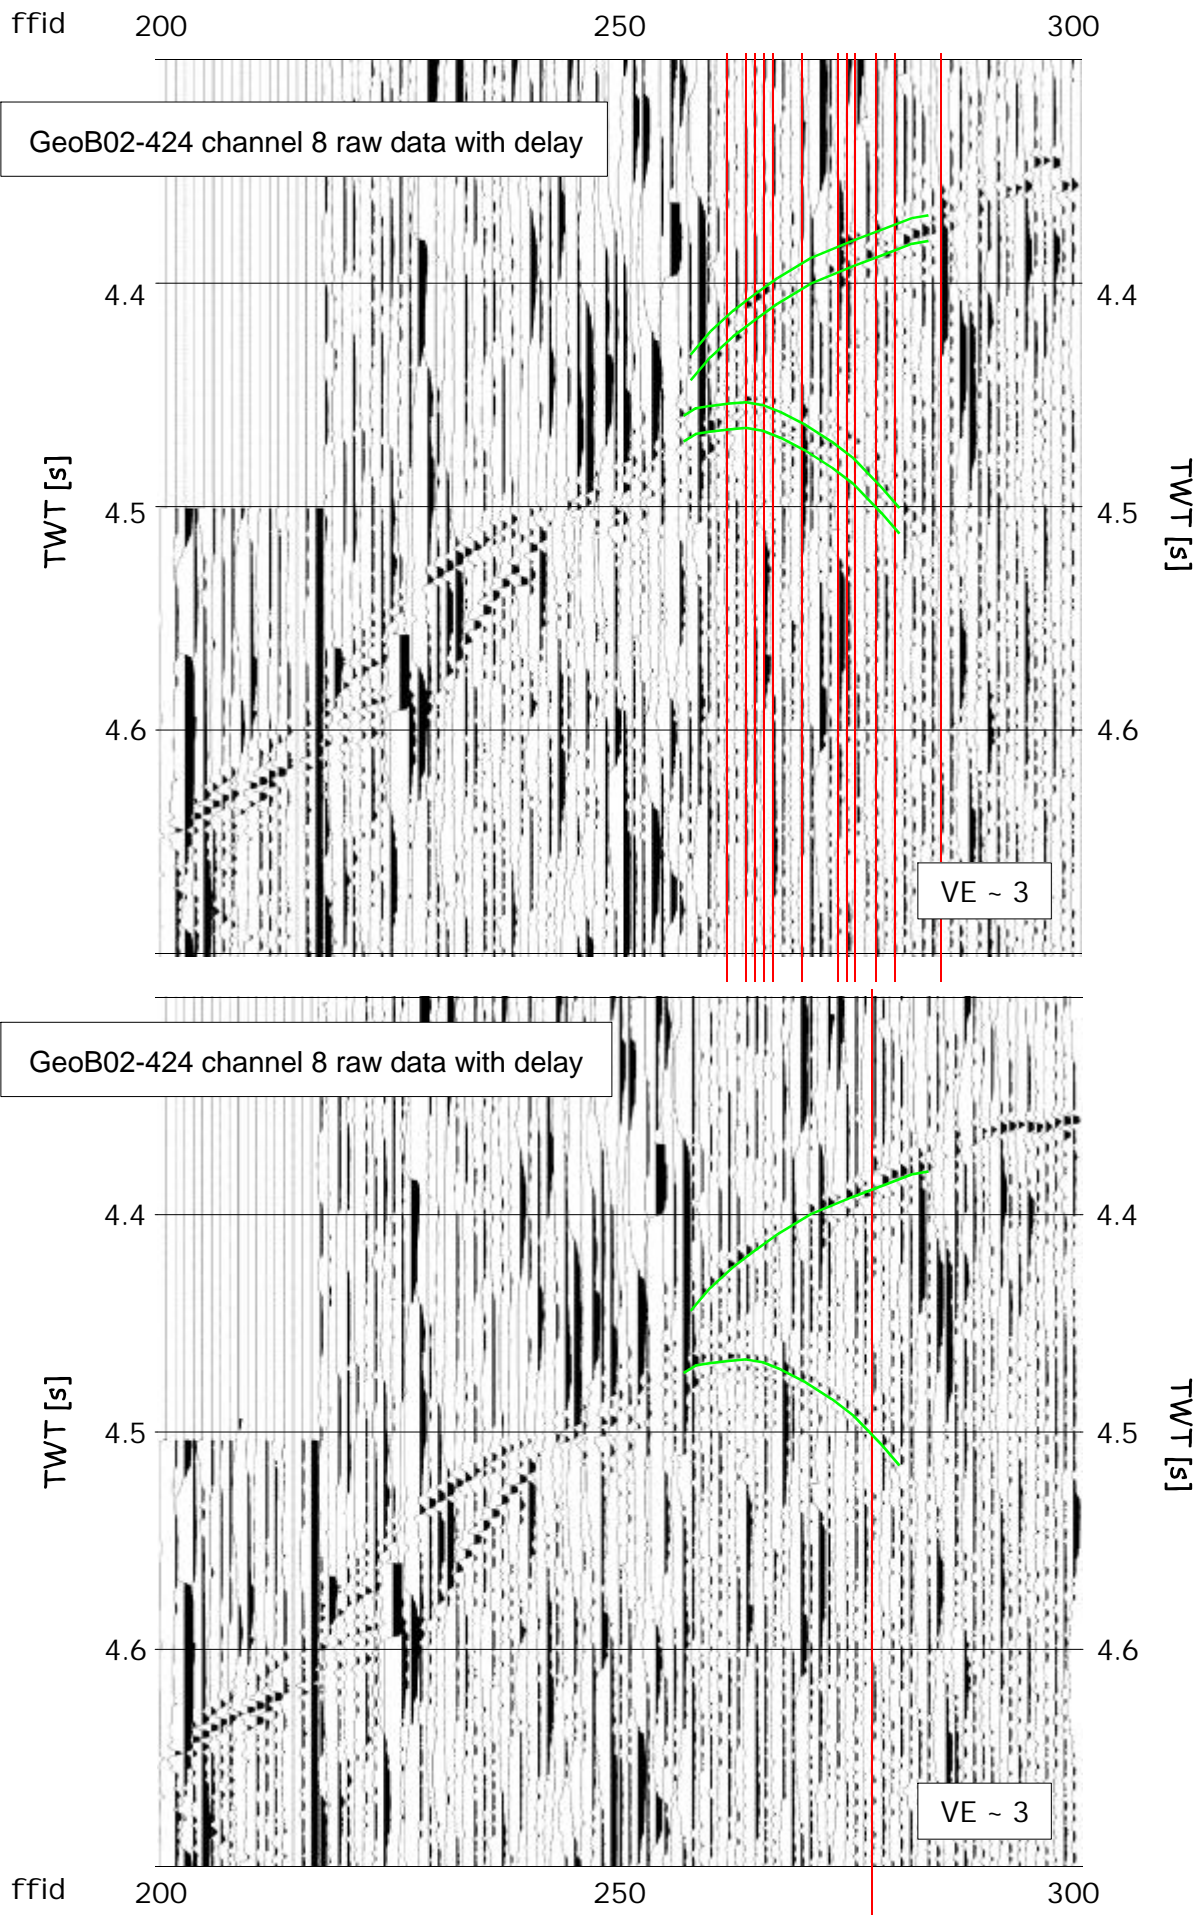 ffid 200 250 300
GeoB02-424 channel 8 raw data with delay
4.4 4.4
TWT [s] TWT [s]
4.5 4.5
4.6 4.6
VE ~ 3
GeoB02-424 channel 8 raw data with delay
4.4 4.4
TWT [s] TWT [s]
4.5 4.5
4.6 4.6
VE ~ 3
ffid 200 250 300